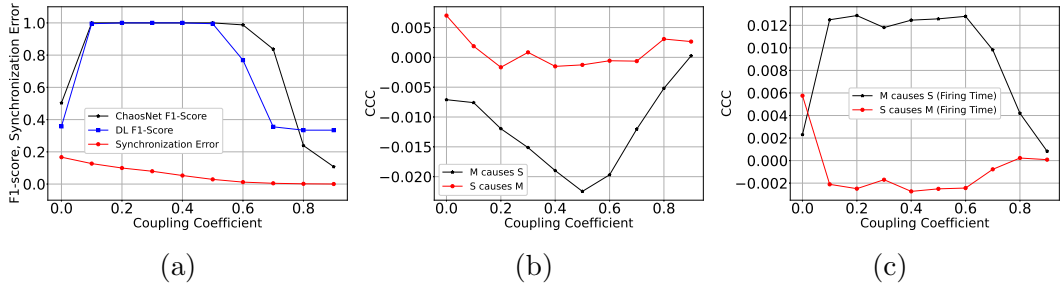 F1-score, Synchronization Error
1.0
0.8
0.6
0.4
0.2
0.0
ChaosNet F1-Score
DL F1-Score
Synchronization Error
0.0 0.2 0.4 0.6 0.8
Coupling Coefficient
(a)
CCC
0.005
0.000
−0.005
−0.010
−0.015
−0.020
M causes S
S causes M
0.0 0.2 0.4 0.6 0.8
Coupling Coefficient
(b)
CCC
0.012
0.010
0.008
0.006
0.004
0.002
0.000
−0.002
M causes S (Firing Time)
S causes M (Firing Time)
0.0 0.2 0.4 0.6 0.8
Coupling Coefficient
(c)